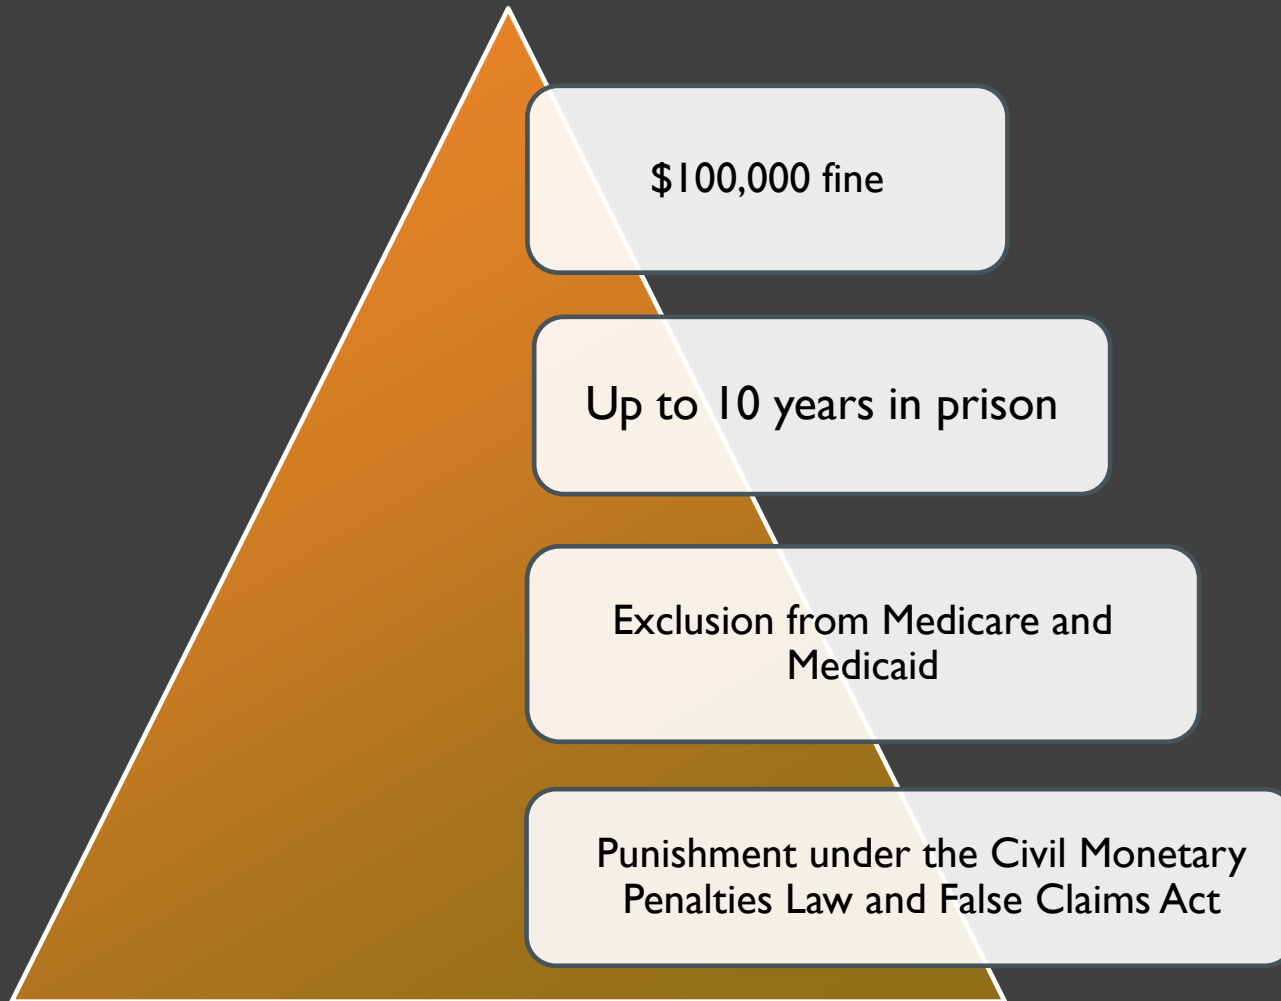 $100,000 fine
Up to 10 years in prison
Exclusion from Medicare and
Medicaid
Punishment under the Civil Monetary
Penalties Law and False Claims Act